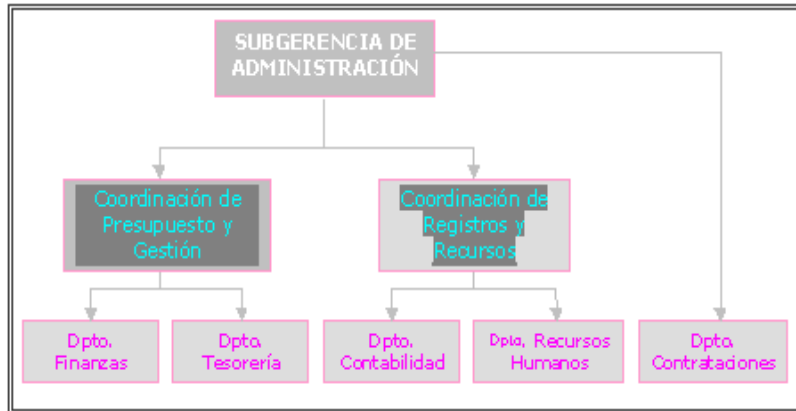 SUBGERENCIA DE
ADMINISTRACIÓN
Coordinación de
Presupuesto y
Gestión
Coordinación de
Registros y
Recursos
Dpto.
Finanzas
Dpto.
Tesorería
Dpto.
Contabilidad
Dpto. Recursos
Humanos
Dpto.
Contrataciones